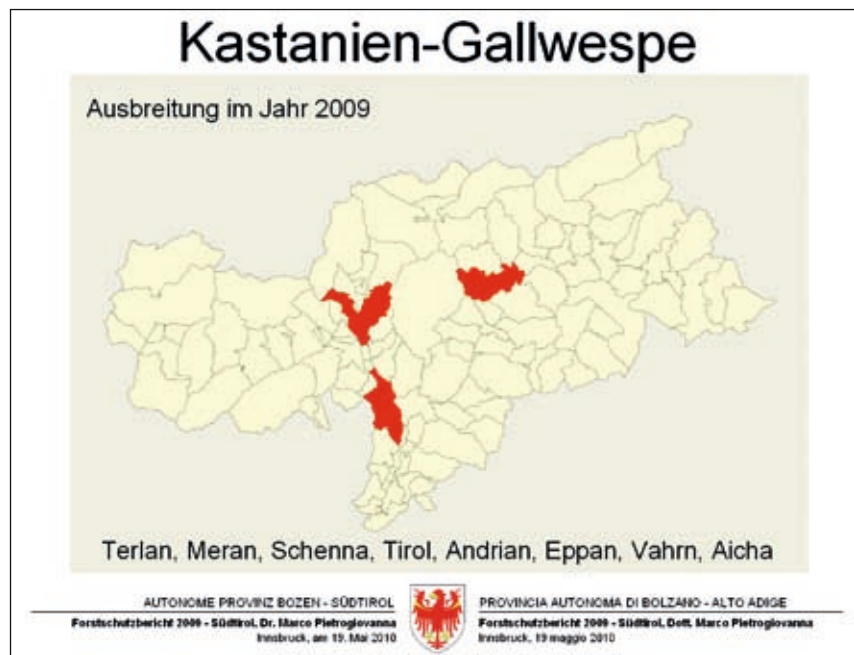 Kastanien-Gallwespe
Ausbreitung im Jahr 2009
Terlan, Meran, Schenna, Tirol, Andrian, Eppan, Vahrn, Aicha
AUTONOME PROVINZ BOZEN - SÜDTIROL
Forstschutzbericht 2009 - Südtirol, Dr. Marco Pietrogiovanna
Innsbruck, am 19. Mai 2010
PROVINCIA AUTONOMA DI BOLZANO - ALTO ADIGE
Forstschutzbericht 2009 - Südtirol, Dott. Marco Pietrogiovanna
Innsbruck, 19 maggio 2010